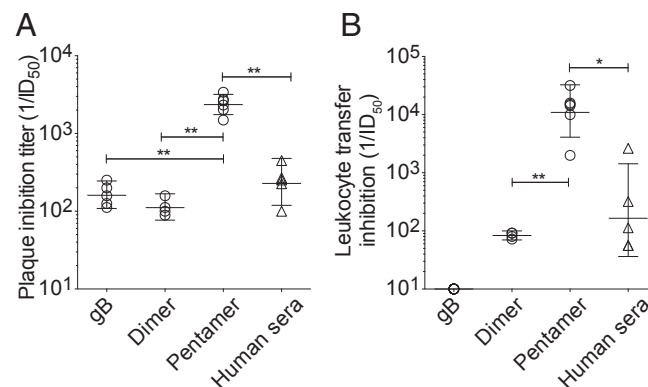 A
Plaque inibition titer (1/ID50)
10^4
10^3
10^2
10^1
**
**
**
gB
Dimer
Pentamer
Human sera
B
Leukocyte transfer
inhibition (1/ID50)
10^5
10^4
10^3
10^2
10^1
*
**
gB
Dimer
Pentamer
Human sera